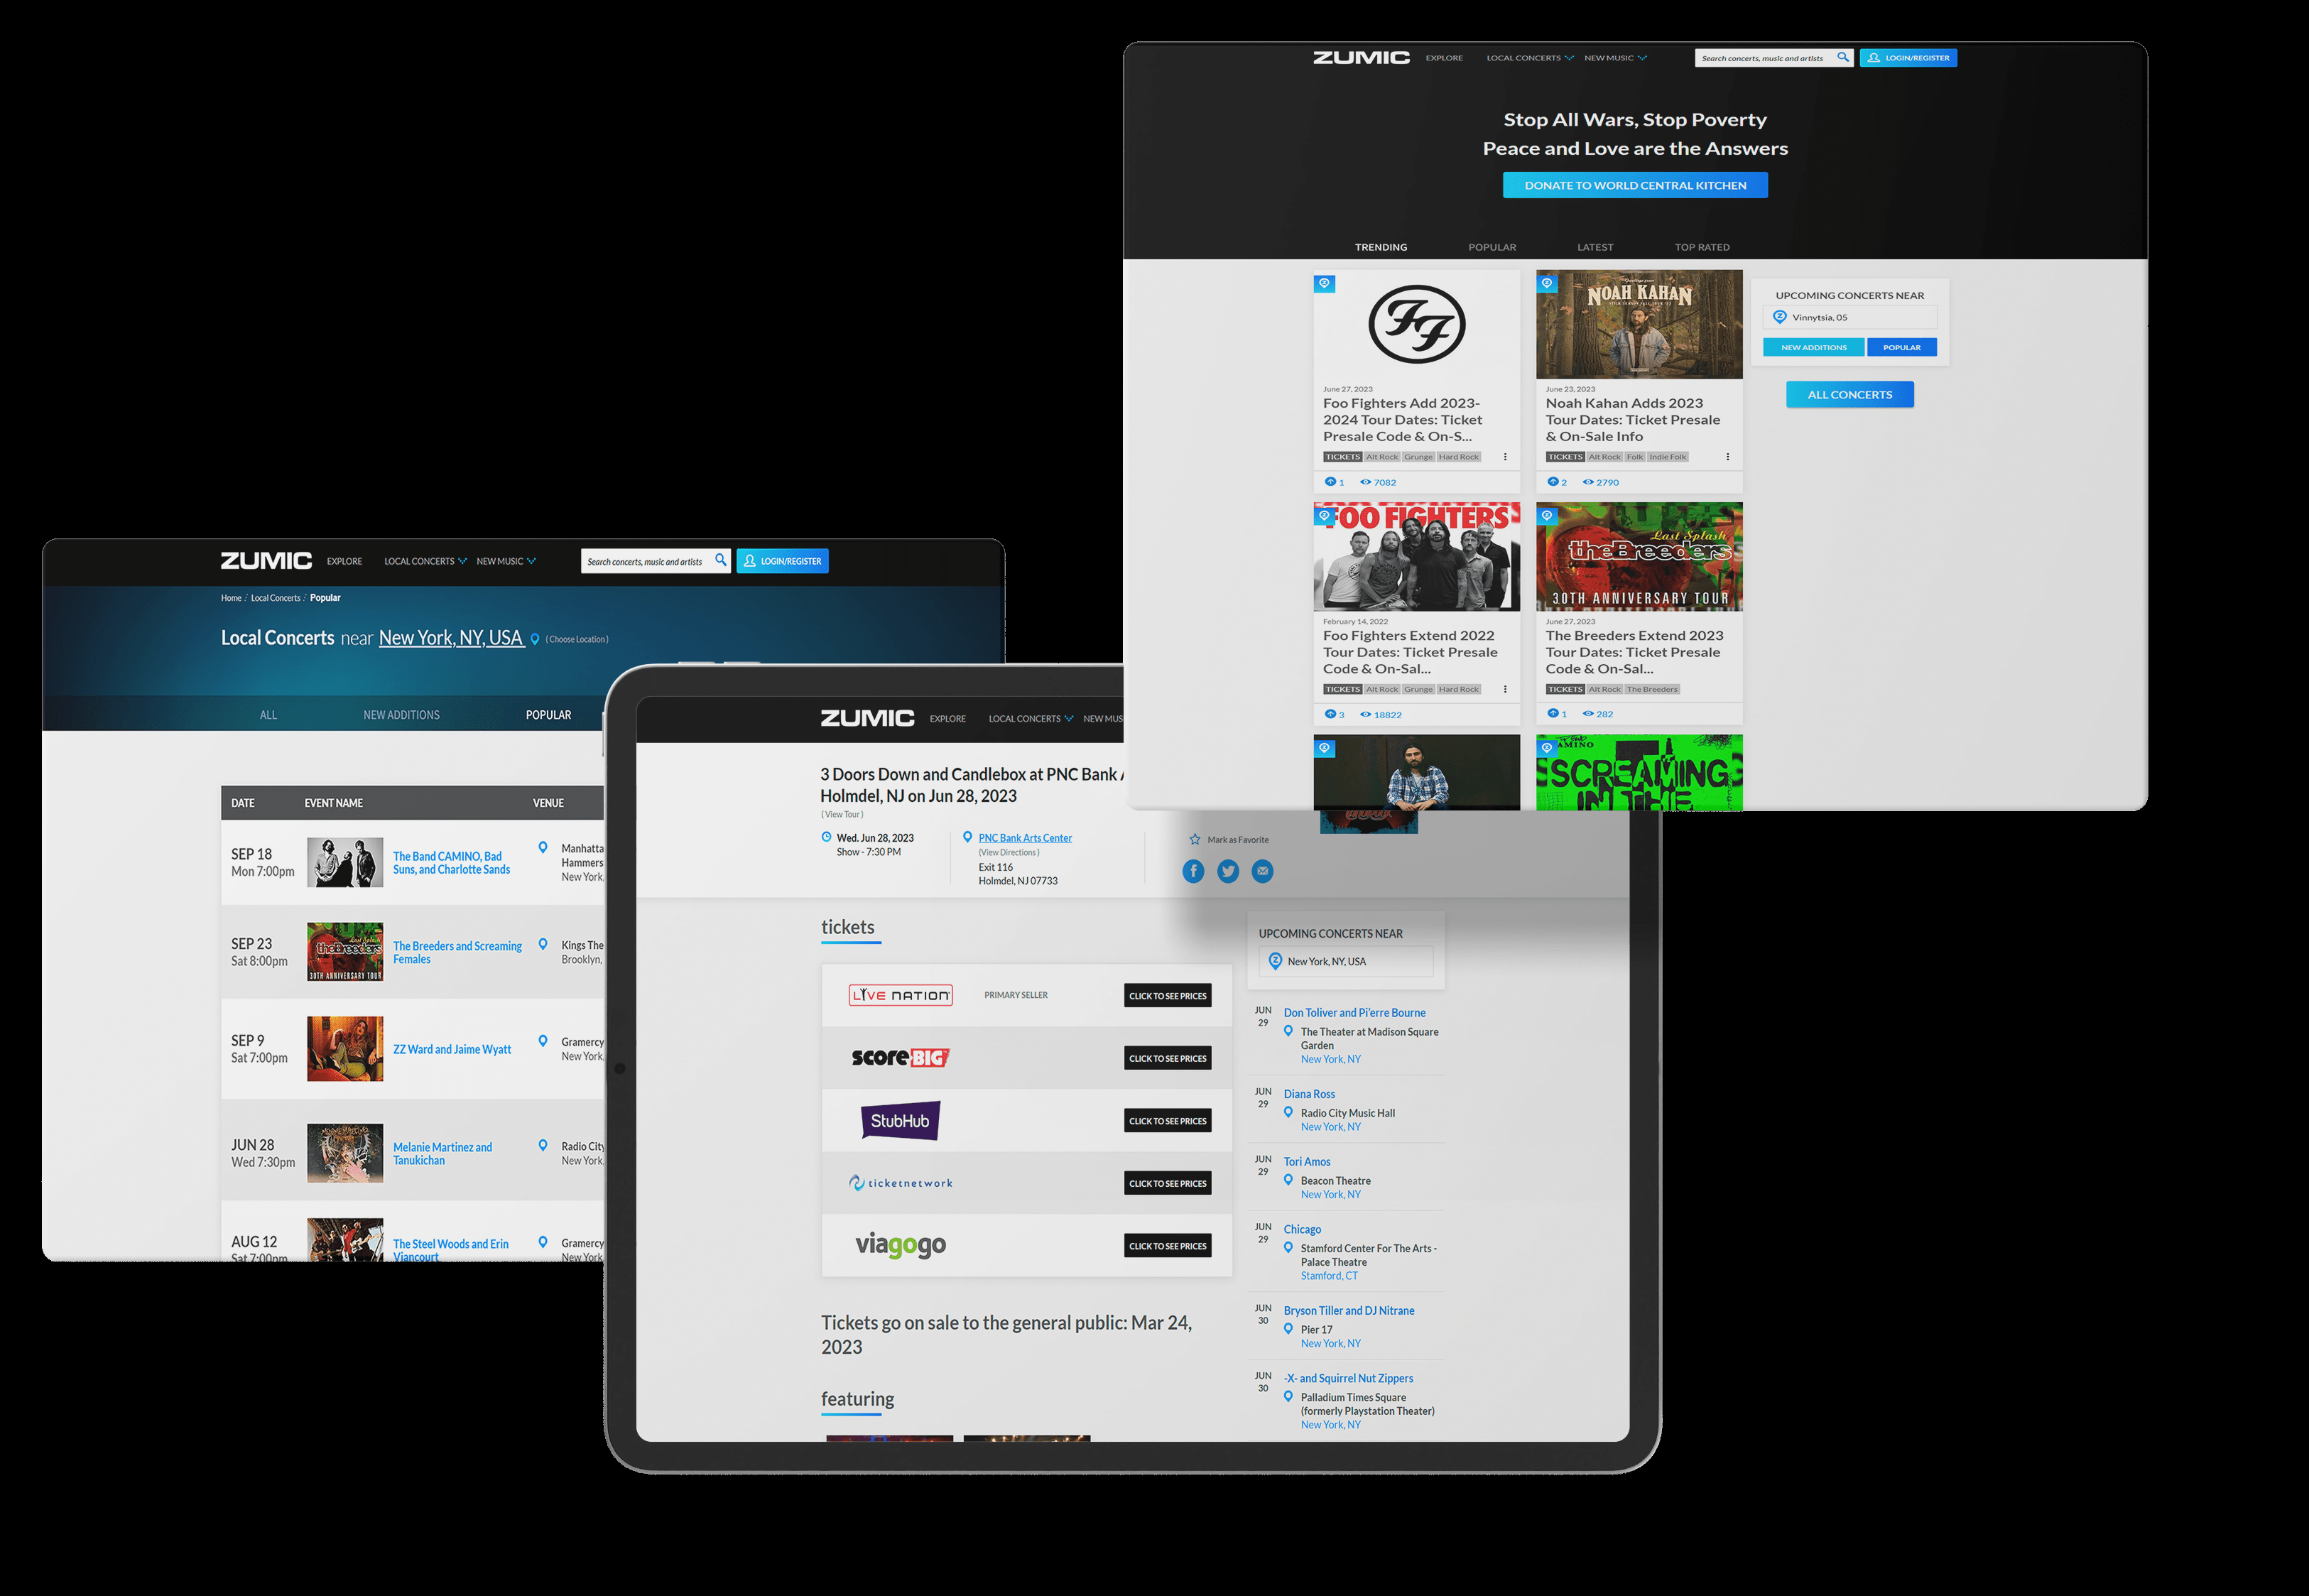 ZUMIC EXPLORE LOCAL CONCERTS NEW MUSIC Search concerts, music and artists LOGIN/REGISTER
Stop All Wars, Stop Poverty
Peace and Love are the Answers
DONATE TO WORLD CENTRAL KITCHEN
TRENDING POPULAR LATEST TOP RATED
FF
June 27, 2023
Foo Fighters Add 2023-
2024 Tour Dates: Ticket
Presale Code & On-S...
TICKETS Alt Rock Grunge Hard Rock
1 7082
NOAH KAHAN
June 23, 2023
Noah Kahan Adds 2023
Tour Dates: Ticket Presale
& On-Sale Info
TICKETS Alt Rock Folk Indie Folk
2 2790
UPCOMING CONCERTS NEAR
Vinnytsia, 05
NEW ADDITIONS POPULAR
ALL CONCERTS
FOO FIGHTERS
February 14, 2022
Foo Fighters Extend 2022
Tour Dates: Ticket Presale
Code & On-Sal...
TICKETS Alt Rock Grunge Hard Rock
3 18822
Last Splash
theBreeders
30TH ANNIVERSARY TOUR
June 27, 2023
The Breeders Extend 2023
Tour Dates: Ticket Presale
Code & On-Sal...
TICKETS Alt Rock The Breeders
1 282
CAMINO
SCREAMING
IN THE
ZUMIC EXPLORE LOCAL CONCERTS NEW MUSIC Search concerts, music and artists LOGIN/REGISTER
Home / Local Concerts / Popular
Local Concerts near New York, NY, USA (Choose Location)
ALL NEW ADDITIONS POPULAR
DATE EVENT NAME VENUE
SEP 18
Mon 7:00pm
The Band CAMINO, Bad
Suns, and Charlotte Sands
Manhatta
Hammers
New York,
SEP 23
Sat 8:00pm
Last Splash
theBreeders
30TH ANNIVERSARY TOUR
The Breeders and Screaming
Females
Kings The
Brooklyn,
SEP 9
Sat 7:00pm
ZZ Ward and Jaime Wyatt
Gramercy
New York,
JUN 28
Wed 7:30pm
Melanie Martinez and
Tanukichan
Radio City
New York,
AUG 12
Sat 7:00pm
The Steel Woods and Erin
Viancourt
Gramercy
New York
ZUMIC EXPLORE LOCAL CONCERTS NEW MUS
3 Doors Down and Candlebox at PNC Bank
Holmdel, NJ on Jun 28, 2023
(View Tour)
Wed. Jun 28, 2023
Show - 7:30 PM
PNC Bank Arts Center
(View Directions)
Exit 116
Holmdel, NJ 07733
Mark as Favorite
tickets
LIVE NATION PRIMARY SELLER CLICK TO SEE PRICES
SCOREBIG CLICK TO SEE PRICES
StubHub CLICK TO SEE PRICES
ticketnetwork CLICK TO SEE PRICES
viagogo CLICK TO SEE PRICES
Tickets go on sale to the general public: Mar 24,
2023
featuring
UPCOMING CONCERTS NEAR
New York, NY, USA
JUN
29
Don Toliver and Pi'erre Bourne
The Theater at Madison Square
Garden
New York, NY
JUN
29
Diana Ross
Radio City Music Hall
New York, NY
JUN
29
Tori Amos
Beacon Theatre
New York, NY
JUN
29
Chicago
Stamford Center For The Arts -
Palace Theatre
Stamford, CT
JUN
30
Bryson Tiller and DJ Nitrane
Pier 17
New York, NY
JUN
30
-X- and Squirrel Nut Zippers
Palladium Times Square
(formerly Playstation Theater)
New York, NY